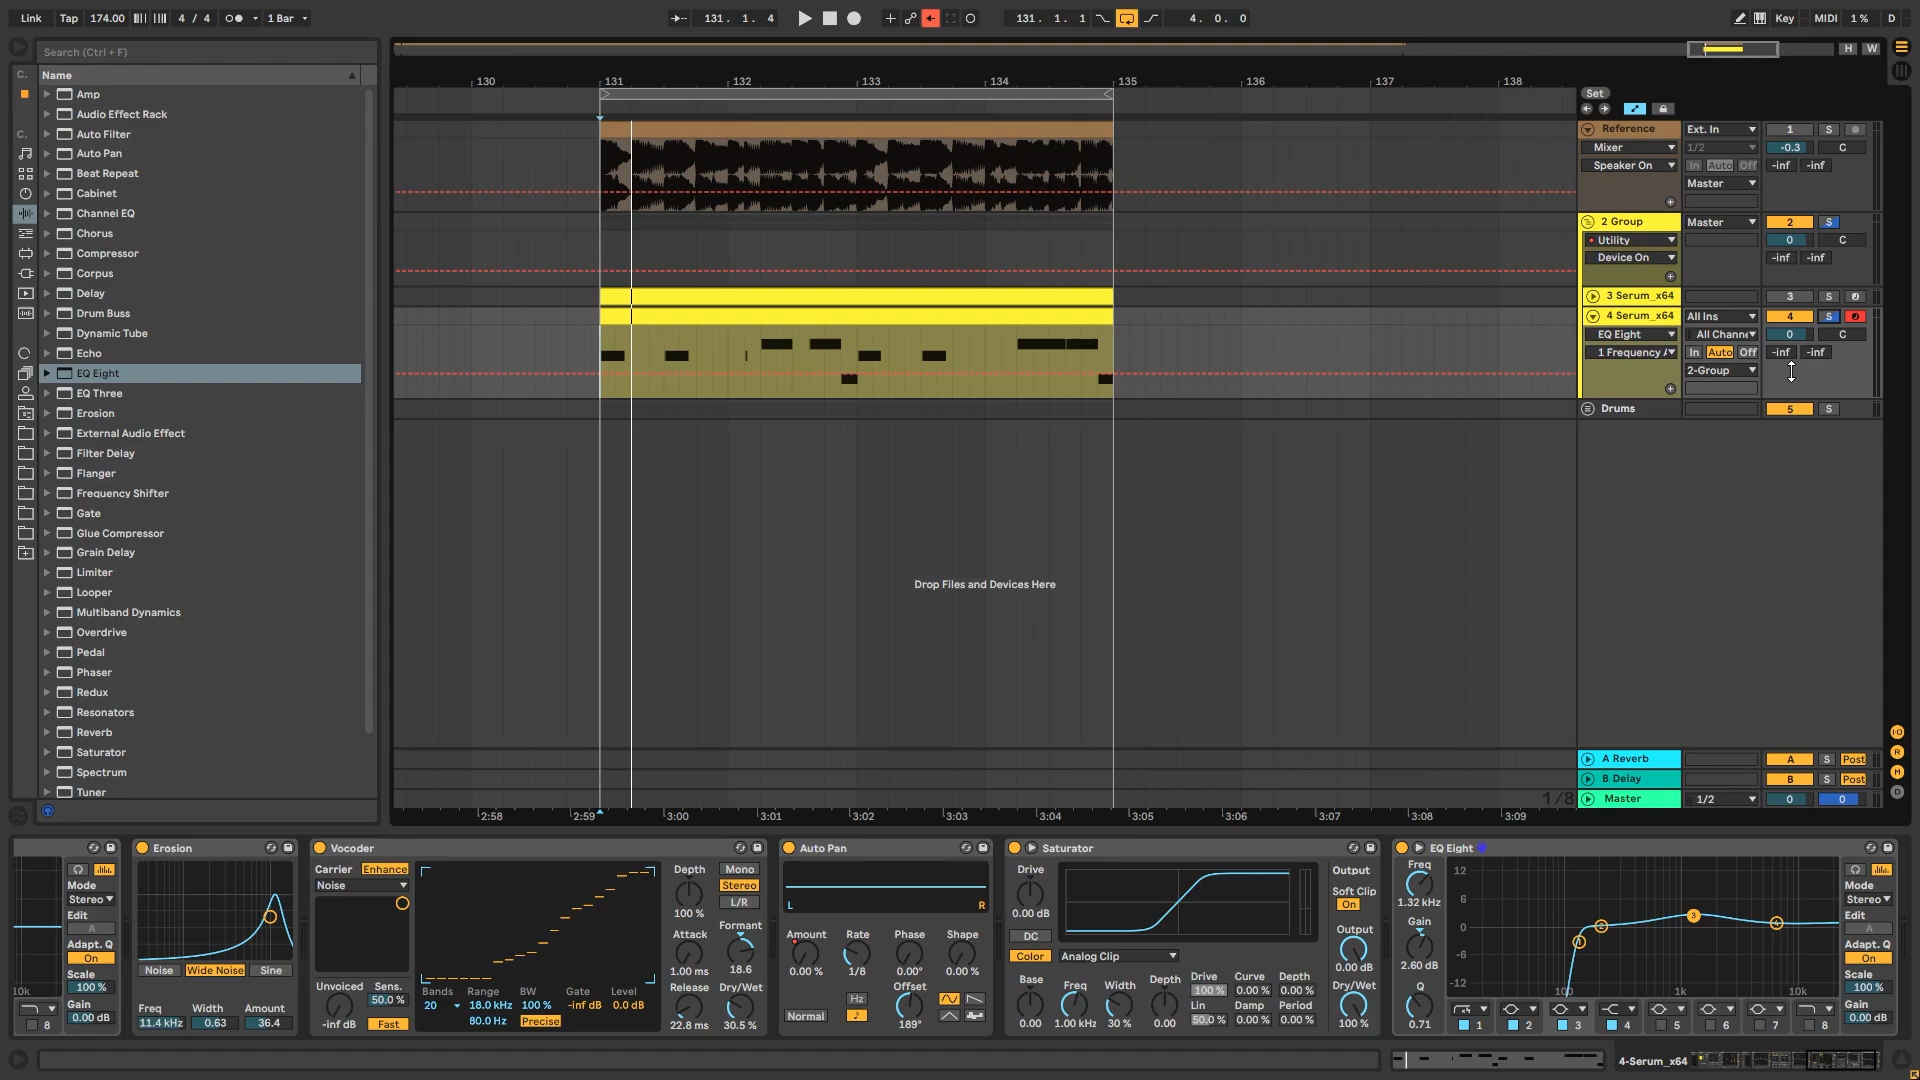 Link Tap 174.00 4 / 4 1 Bar 131. 1. 4 131. 1. 1 4. 0. 0 Key MIDI 1 % D
Search (Ctrl + F)
H W
C. Name
Amp
C.
Audio Effect Rack
Auto Filter
Auto Pan
Beat Repeat
Cabinet
Channel EQ
Chorus
Compressor
Corpus
Delay
Drum Buss
Dynamic Tube
Echo
EQ Eight
EQ Three
Erosion
External Audio Effect
Filter Delay
Flanger
Frequency Shifter
Gate
Glue Compressor
Grain Delay
Limiter
Looper
Multiband Dynamics
Overdrive
Pedal
Phaser
Redux
Resonators
Reverb
Saturator
Spectrum
Tuner
130 131 132 133 134 135 136 137 138
Set
Reference Ext. In 1 S
Mixer 1/2 -0.3 C
Speaker On In Auto Off -inf -inf
Master
2 Group Master 2 S
Utility 0 C
Device On -inf -inf
3 Serum_x64 3 S
4 Serum_x64 All Ins 4 S
EQ Eight All Channe 0 C
1 Frequency In Auto Off -inf -inf
2-Group
Drums 5 S
Drop Files and Devices Here
A Reverb A S Post
B Delay B S Post
1/8 Master 1/2 0 0
I·O
R
M
D
2:58 2:59 3:00 3:01 3:02 3:03 3:04 3:05 3:06 3:07 3:08 3:09
Mode
Stereo
Edit
A
Adapt. Q
On
Scale
100 %
Gain
0.00 dB
10k
8
Erosion
Noise Wide Noise Sine
Freq Width Amount
11.4 kHz 0.63 36.4
Vocoder
Carrier Enhance
Noise
Unvoiced Sens.
50.0 %
-inf dB Fast
Bands Range BW Gate Level
20 18.0 kHz 100 % -inf dB 0.0 dB
80.0 Hz Precise
Depth Mono
Stereo
100 % L/R
Attack Formant
1.00 ms 18.6
Release Dry/Wet
22.8 ms 30.5 %
Auto Pan
L R
Amount Rate Phase Shape
0.00 % 1/8 0.00° 0.00 %
Hz Offset
Normal 189°
Saturator
Drive
0.00 dB
DC
Color Analog Clip
Base Freq Width Depth
0.00 1.00 kHz 30 % 0.00
Drive Curve Depth
100 % 0.00 % 0.00 %
Lin Damp Period
50.0 % 0.00 % 0.00 %
Output
Soft Clip
On
Output
0.00 dB
Dry/Wet
100 %
EQ Eight
Freq
1.32 kHz
Gain
2.60 dB
Q
0.71
12
6
0
-6
-12
100 1k 10k
1 2 3 4
1 2 3 4 5 6 7 8
Mode
Stereo
Edit
A
Adapt. Q
On
Scale
100 %
Gain
0.00 dB
4-Serum_x64